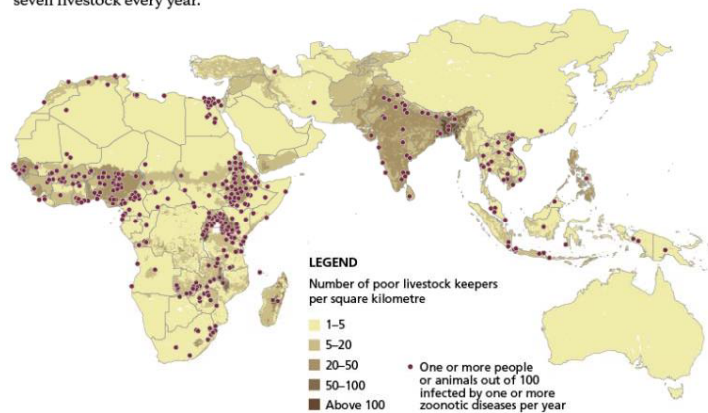 seven livestock every year.
LEGEND
Number of poor livestock keepers
per square kilometre
1–5
5–20
20–50
50–100
Above 100
• One or more people
or animals out of 100
infected by one or more
zoonotic diseases per year